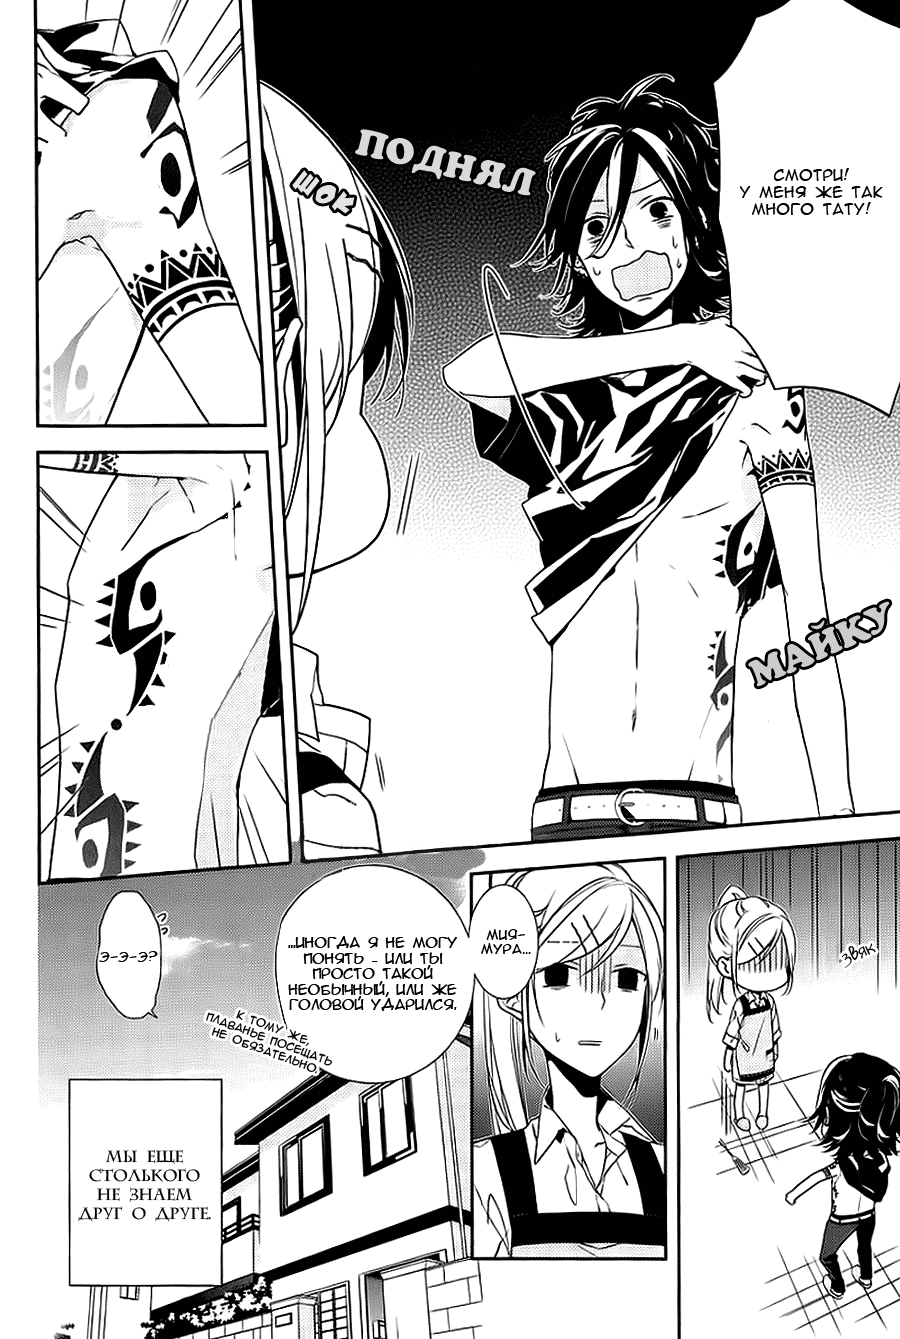 СМОТРИ!
У МЕНЯ ЖЕ ТАК
МНОГО ТАТУ!
ПОДНЯЛ
МАЙКУ
ШОК
ЗВЯК
МИЯ-
МУРА...
...ИНОГДА Я НЕ МОГУ
ПОНЯТЬ - ИЛИ ТЫ
ПРОСТО ТАКОЙ
НЕОБЫЧНЫЙ, ИЛИ ЖЕ
ГОЛОВОЙ УДАРИЛСЯ.
К ТОМУ ЖЕ,
ПЛАВАНЬЕ ПОСЕЩАТЬ
НЕ ОБЯЗАТЕЛЬНО.
Э-Э-Э?
МЫ ЕЩЕ
СТОЛЬКОГО
НЕ ЗНАЕМ
ДРУГ О ДРУГЕ.